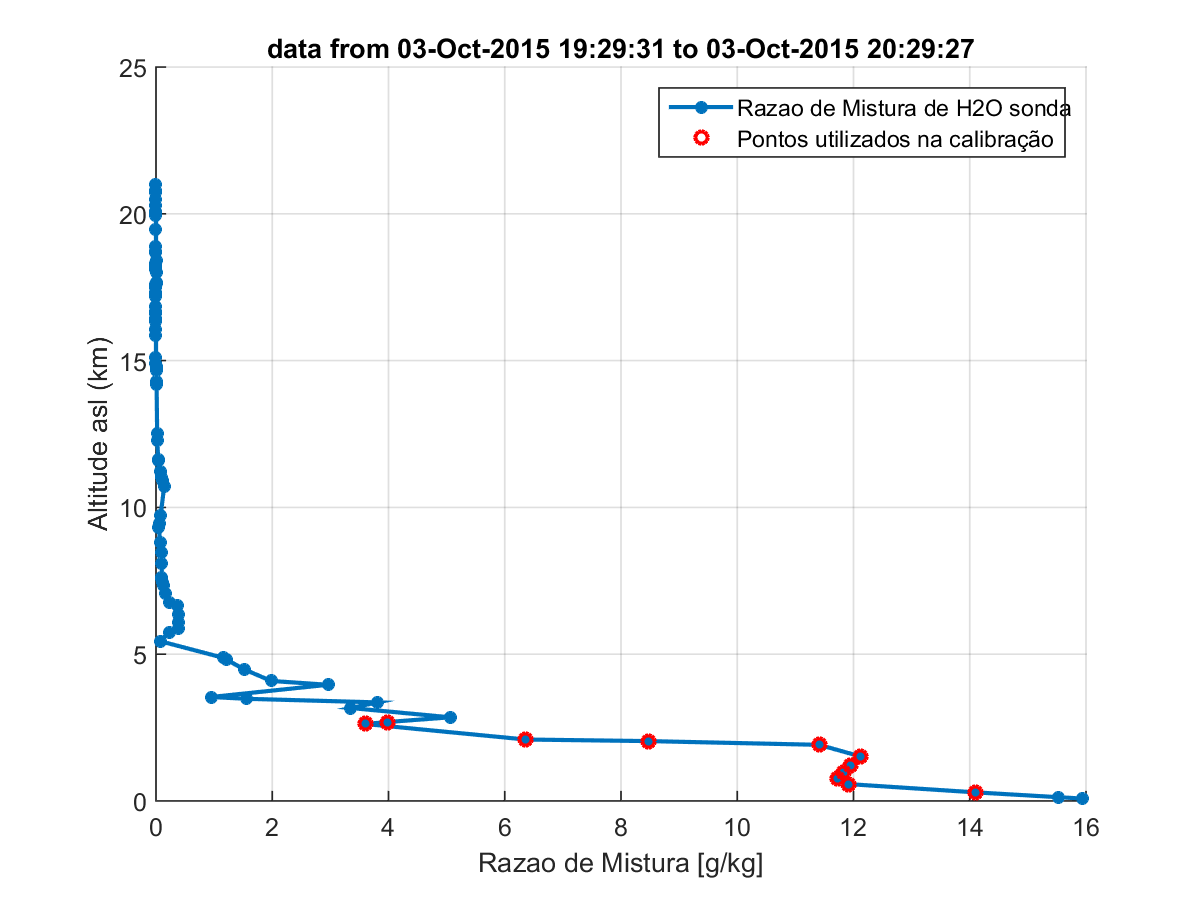 data from 03-Oct-2015 19:29:31 to 03-Oct-2015 20:29:27
Razao de Mistura de H2O sonda
Pontos utilizados na calibração
Altitude asl (km)
25
20
15
10
5
0
0 2 4 6 8 10 12 14 16
Razao de Mistura [g/kg]